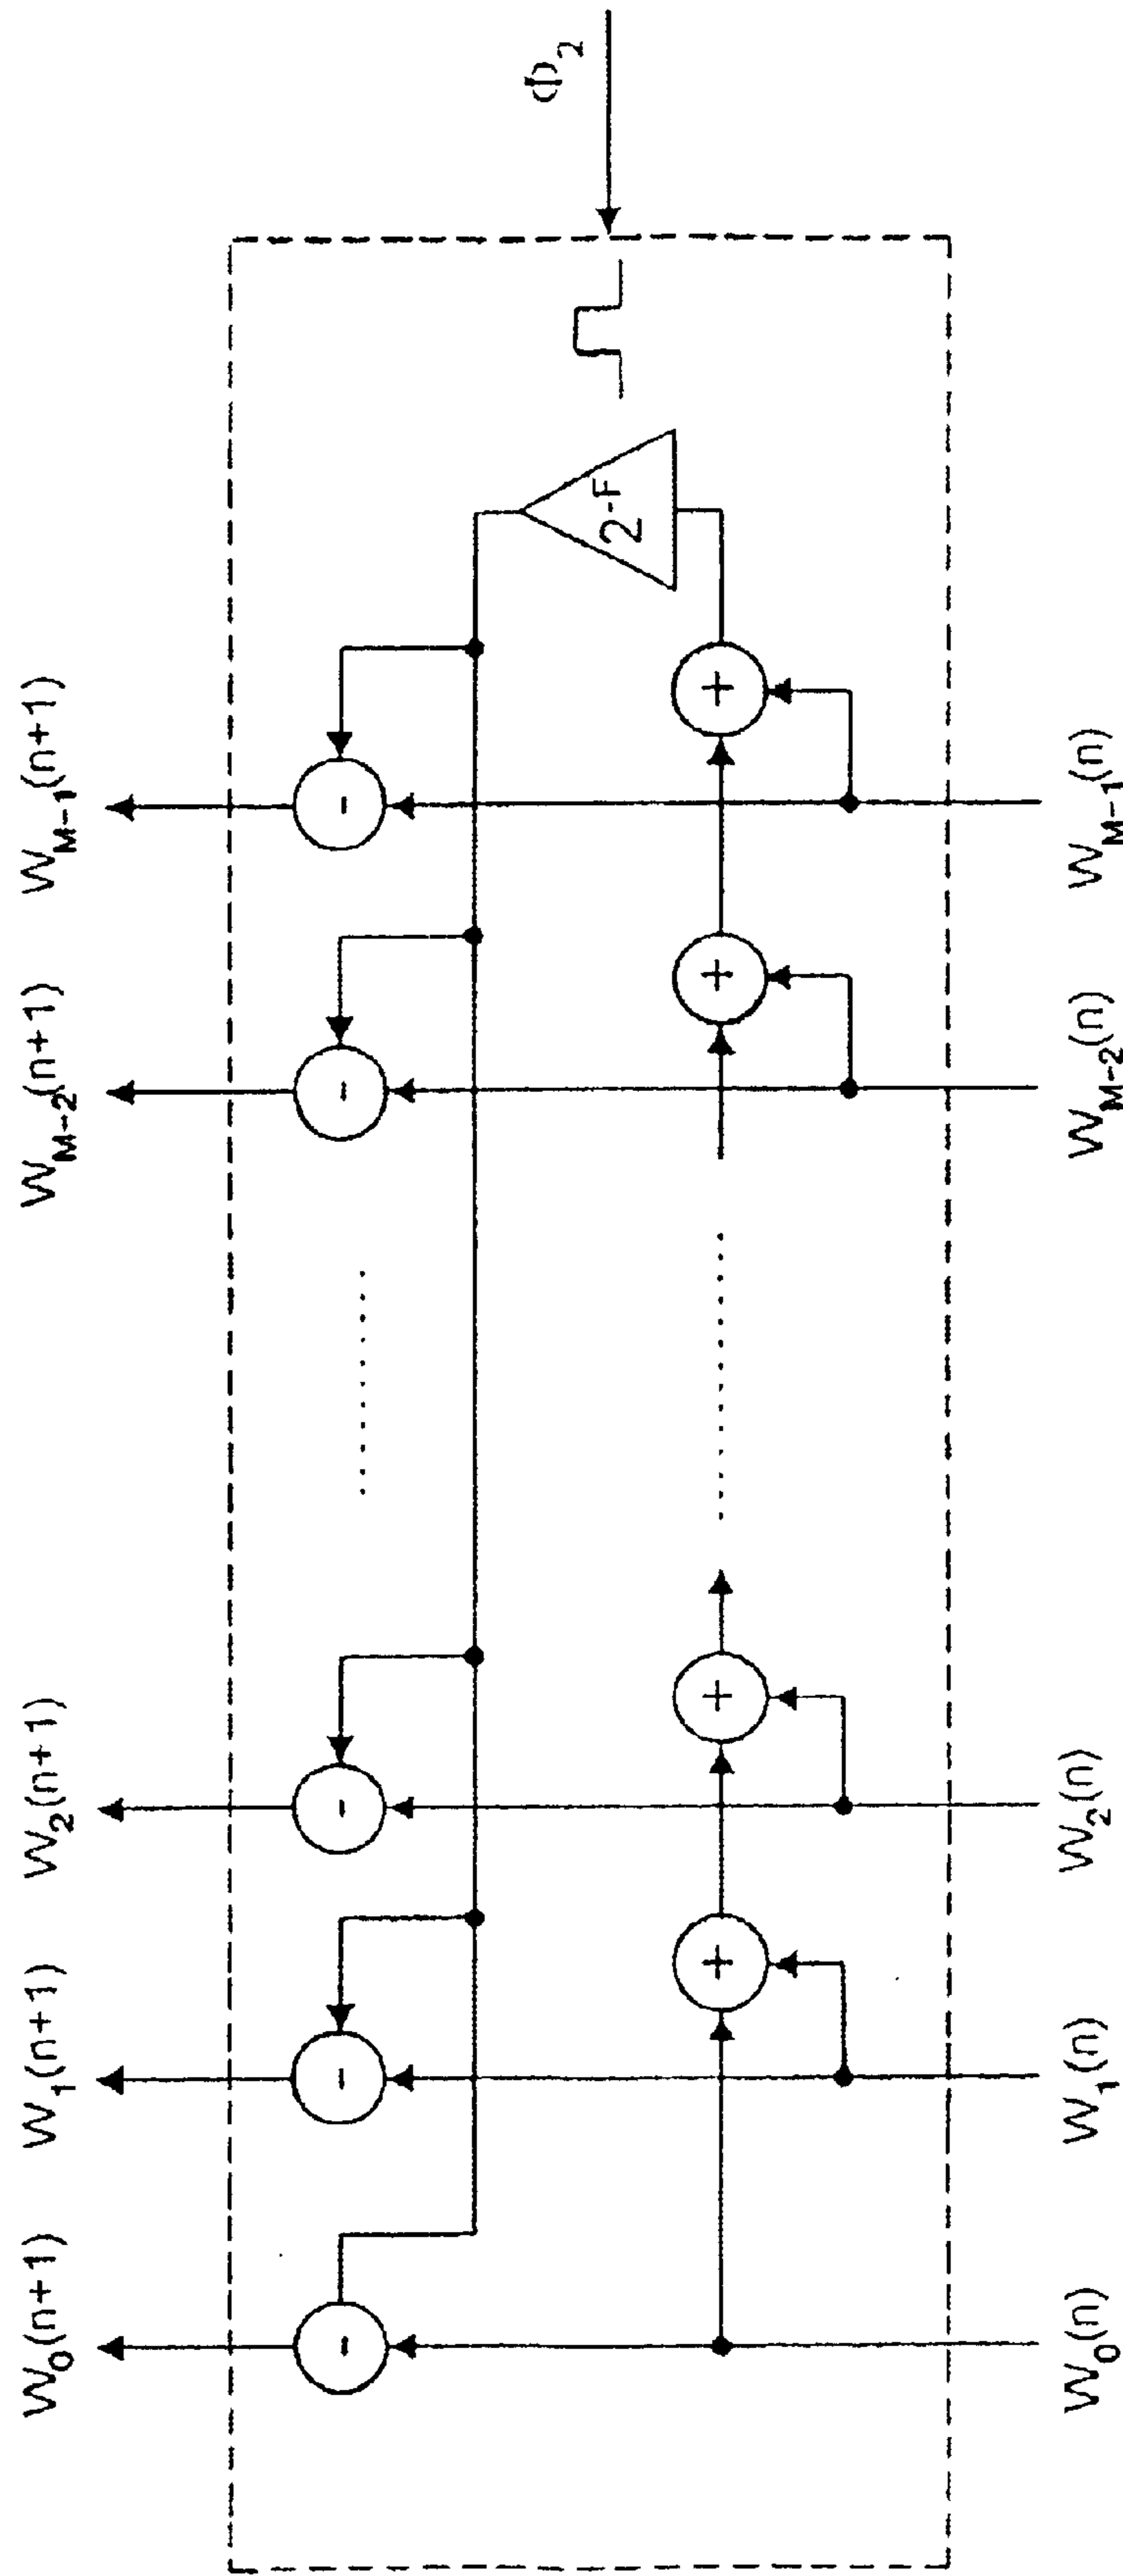 W0(n+1) W1(n+1) W2(n+1) WM-2(n+1) WM-1(n+1)
- - - - -
2-F
Φ2
+ + + +
W0(n) W1(n) W2(n) WM-2(n) WM-1(n)